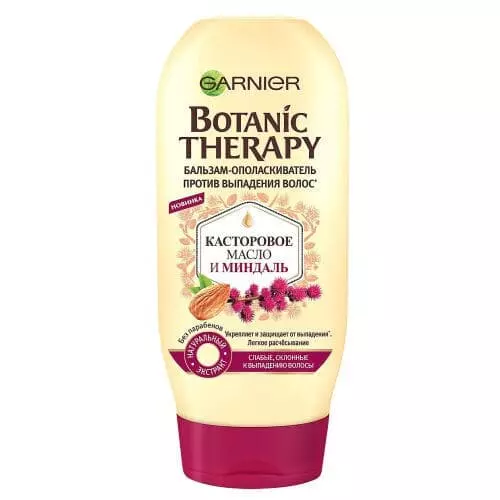 GARNIER
BOTANIC
THERAPY
БАЛЬЗАМ-ОПОЛАСКИВАТЕЛЬ
ПРОТИВ ВЫПАДЕНИЯ ВОЛОС*
НОВИНКА
КАСТОРОВОЕ
МАСЛО
И МИНДАЛЬ
Без парабенов
НАТУРАЛЬНЫЙ
ЭКСТРАКТ
Укрепляет и защищает от выпадения*.
Легкое расчёсывание
СЛАБЫЕ, СКЛОННЫЕ
К ВЫПАДЕНИЮ ВОЛОСЫ